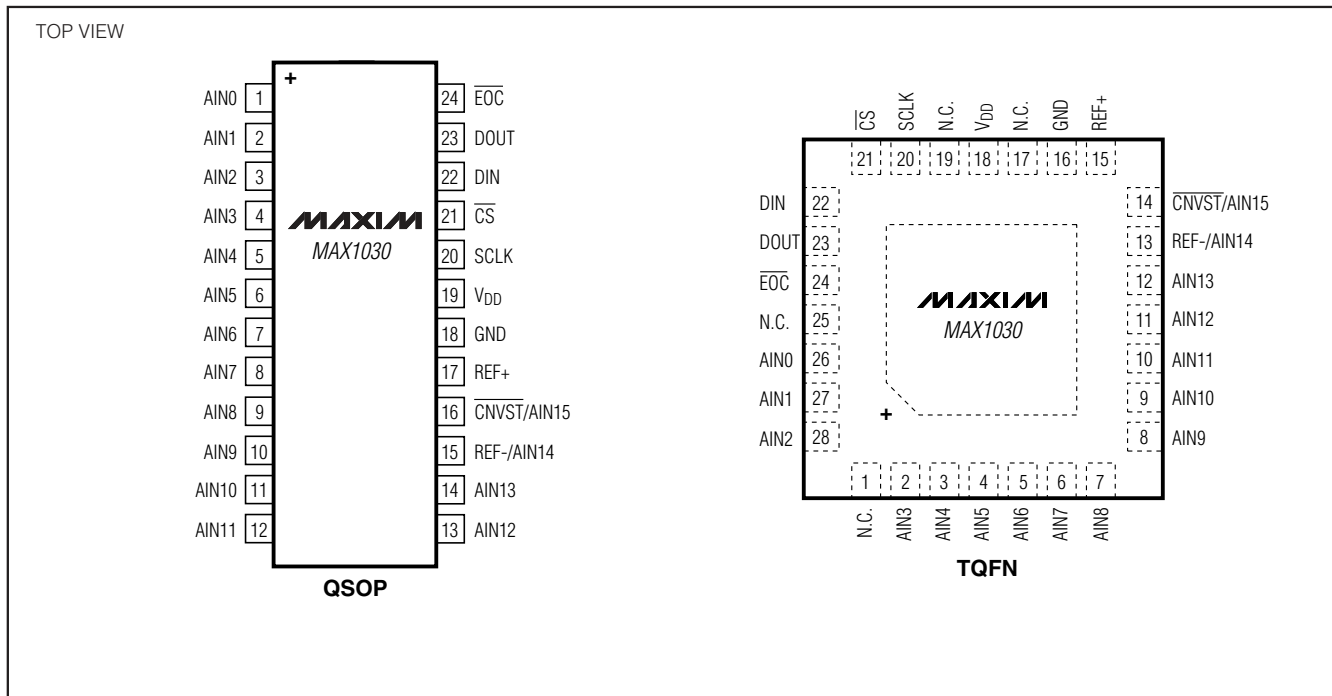 TOP VIEW
+
AIN0 1
AIN1 2
AIN2 3
AIN3 4
AIN4 5
AIN5 6
AIN6 7
AIN7 8
AIN8 9
AIN9 10
AIN10 11
AIN11 12
MAXIM
MAX1030
24 EOC
23 DOUT
22 DIN
21 CS
20 SCLK
19 VDD
18 GND
17 REF+
16 CNVST/AIN15
15 REF-/AIN14
14 AIN13
13 AIN12
QSOP
CS SCLK N.C. VDD N.C. GND REF+
21 20 19 18 17 16 15
DIN 22
DOUT 23
EOC 24
N.C. 25
AIN0 26
AIN1 27
AIN2 28
MAXIM
MAX1030
+
14 CNVST/AIN15
13 REF-/AIN14
12 AIN13
11 AIN12
10 AIN11
9 AIN10
8 AIN9
1 2 3 4 5 6 7
N.C. AIN3 AIN4 AIN5 AIN6 AIN7 AIN8
TQFN